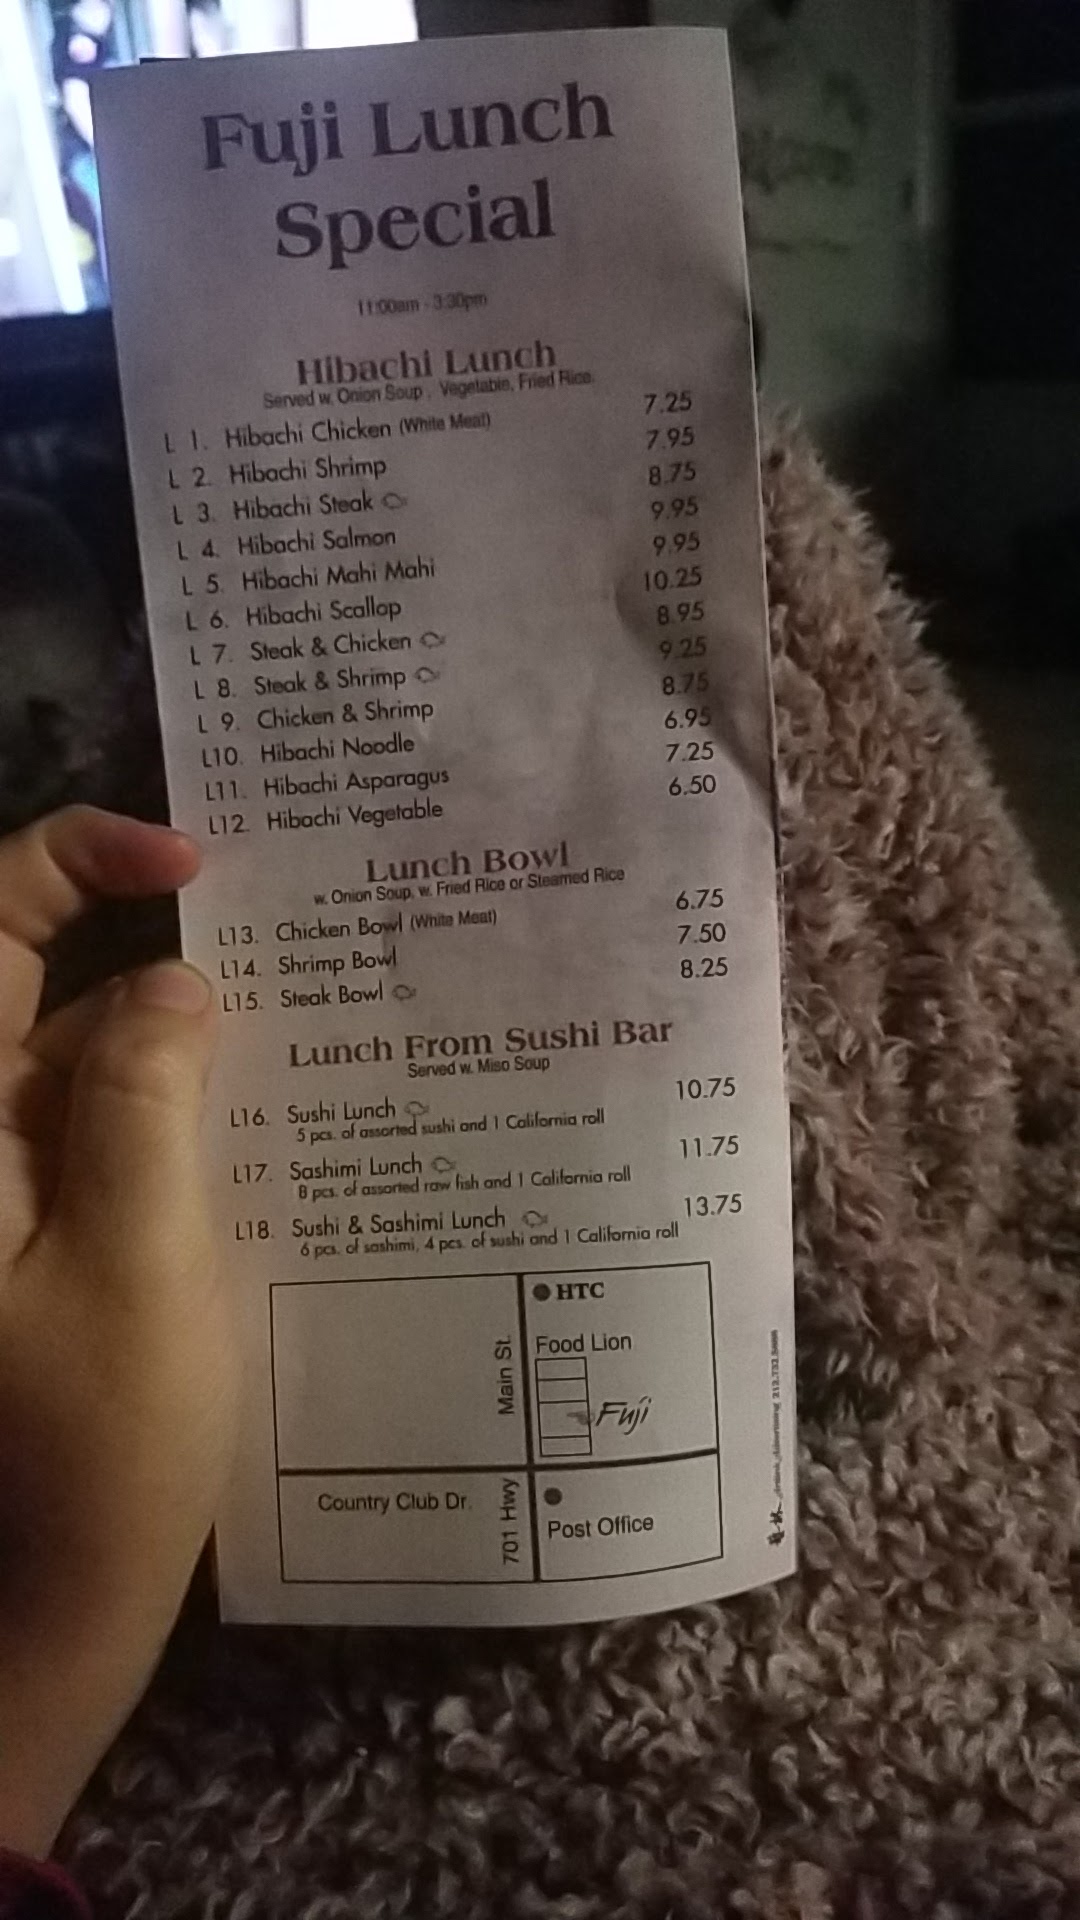 Fuji Lunch
Special
11:00am - 3:30pm
Hibachi Lunch
Served w. Onion Soup , Vegetable, Fried Rice.
L 1. Hibachi Chicken (White Meat) 7.25
L 2. Hibachi Shrimp 7.95
L 3. Hibachi Steak 8.75
L 4. Hibachi Salmon 9.95
L 5. Hibachi Mahi Mahi 9.95
L 6. Hibachi Scallop 10.25
L 7. Steak & Chicken 8.95
L 8. Steak & Shrimp 9.25
L 9. Chicken & Shrimp 8.75
L10. Hibachi Noodle 6.95
L11. Hibachi Asparagus 7.25
L12. Hibachi Vegetable 6.50
Lunch Bowl
w. Onion Soup, w. Fried Rice or Steamed Rice
L13. Chicken Bowl (White Meat) 6.75
L14. Shrimp Bowl 7.50
L15. Steak Bowl 8.25
Lunch From Sushi Bar
Served w. Miso Soup
L16. Sushi Lunch 10.75
5 pcs. of assorted sushi and 1 California roll
L17. Sashimi Lunch 11.75
8 pcs. of assorted raw fish and 1 California roll
L18. Sushi & Sashimi Lunch 13.75
6 pcs. of sashimi, 4 pcs. of sushi and 1 California roll
HTC
Main St.
Food Lion
Fuji
Country Club Dr.
701 Hwy
Post Office